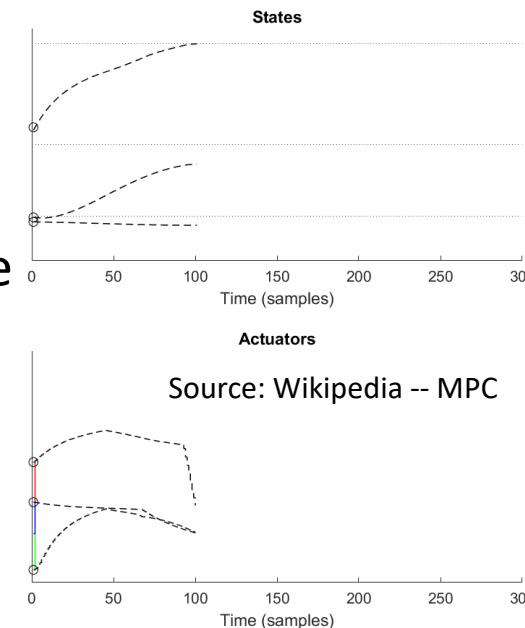 States
e
0 50 100 150 200 250 30
Time (samples)
Actuators
Source: Wikipedia -- MPC
0 50 100 150 200 250 30
Time (samples)